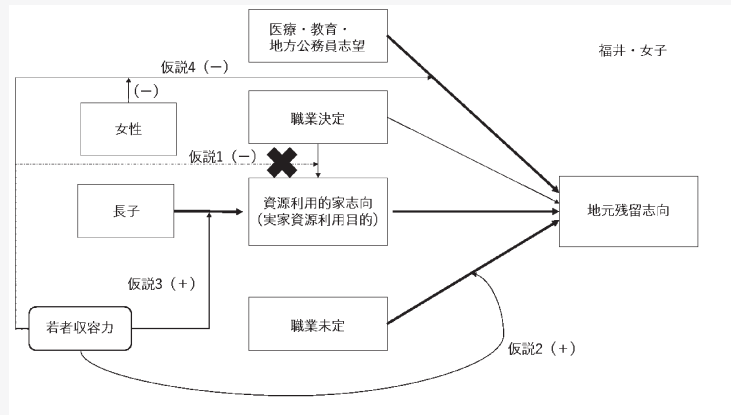 医療・教育・
地方公務員志望
福井・女子
仮説4（－）
（－）
女性
職業決定
仮説1（－）
長子
資源利用的家志向
（実家資源利用目的）
地元残留志向
仮説3（＋）
若者収容力
職業未定
仮説2（＋）